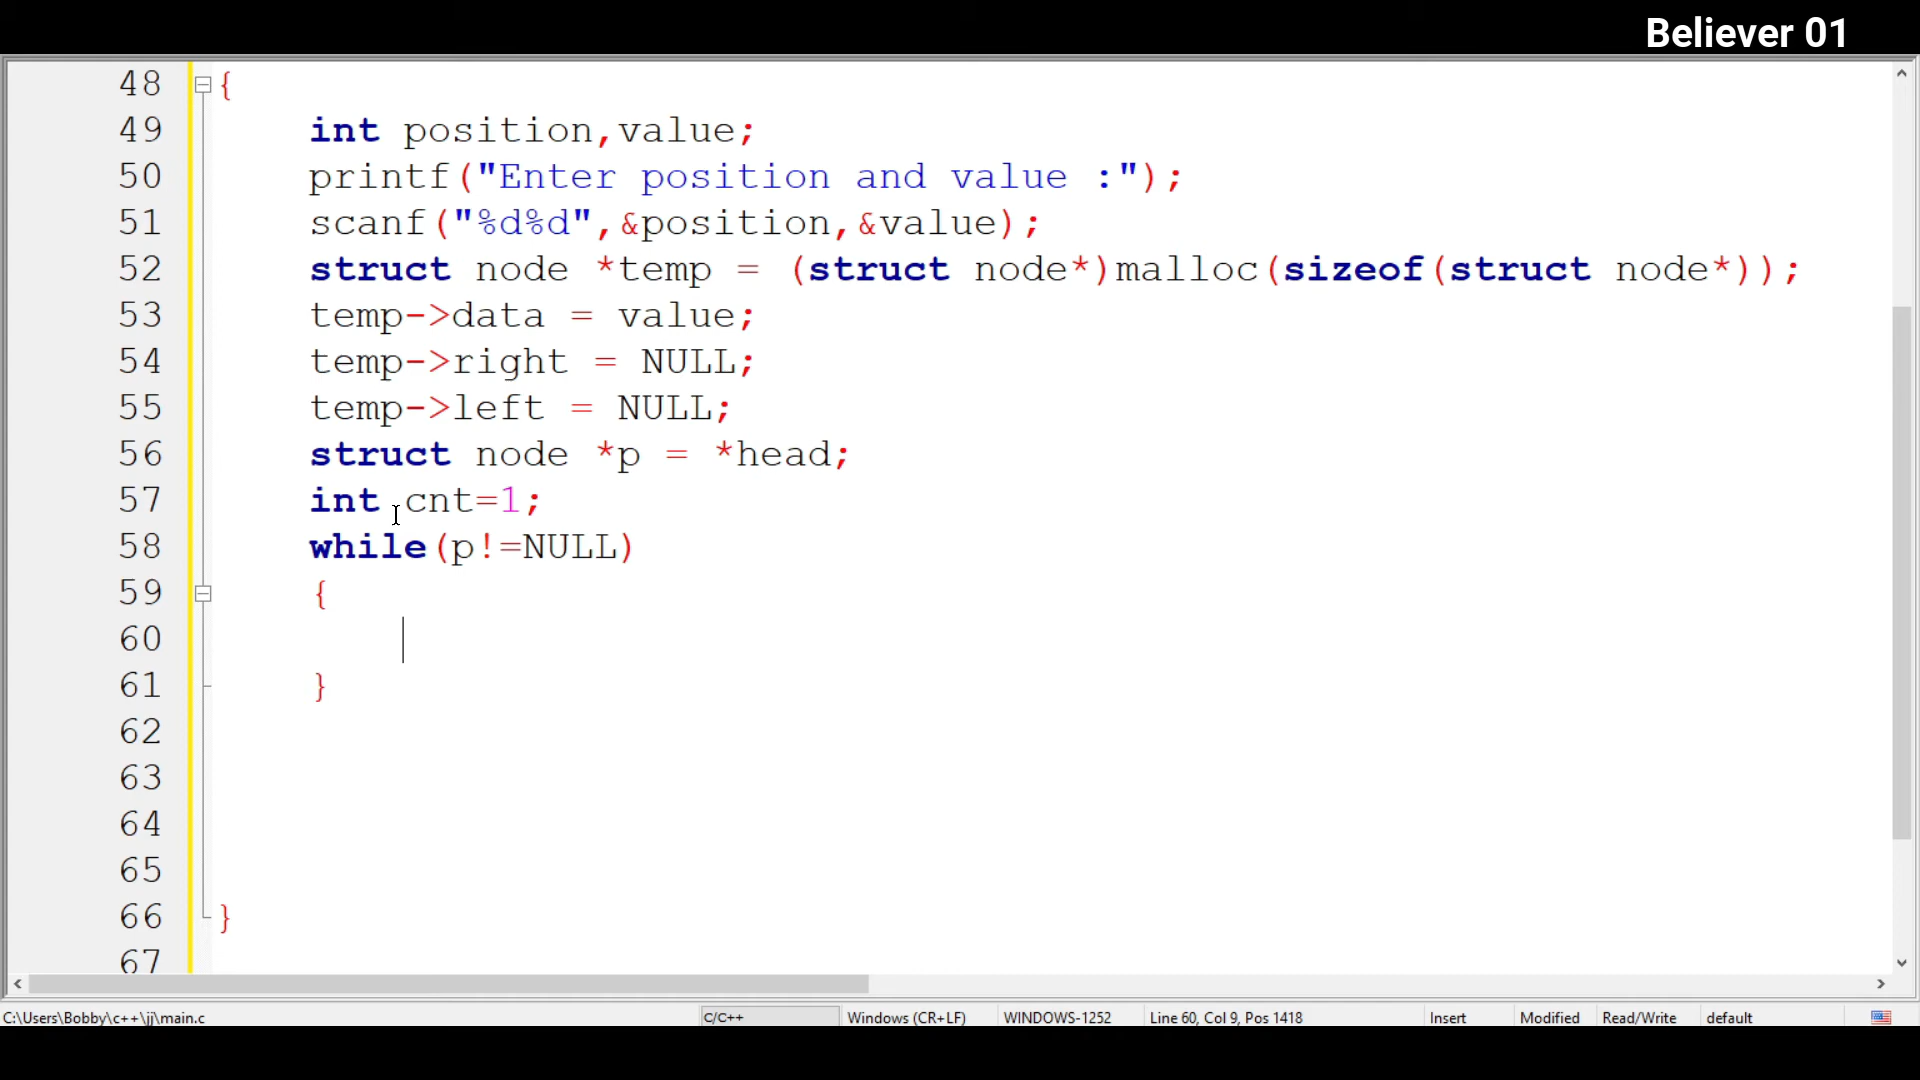 Believer 01
48 {
49 int position,value;
50 printf("Enter position and value :");
51 scanf("%d%d",&position,&value);
52 struct node *temp = (struct node*)malloc(sizeof(struct node*));
53 temp->data = value;
54 temp->right = NULL;
55 temp->left = NULL;
56 struct node *p = *head;
57 int cnt=1;
58 while(p!=NULL)
59 {
60
61 }
62
63
64
65
66 }
67
C:\Users\Bobby\c++\jj\main.c C/C++ Windows (CR+LF) WINDOWS-1252 Line 60, Col 9, Pos 1418 Insert Modified Read/Write default